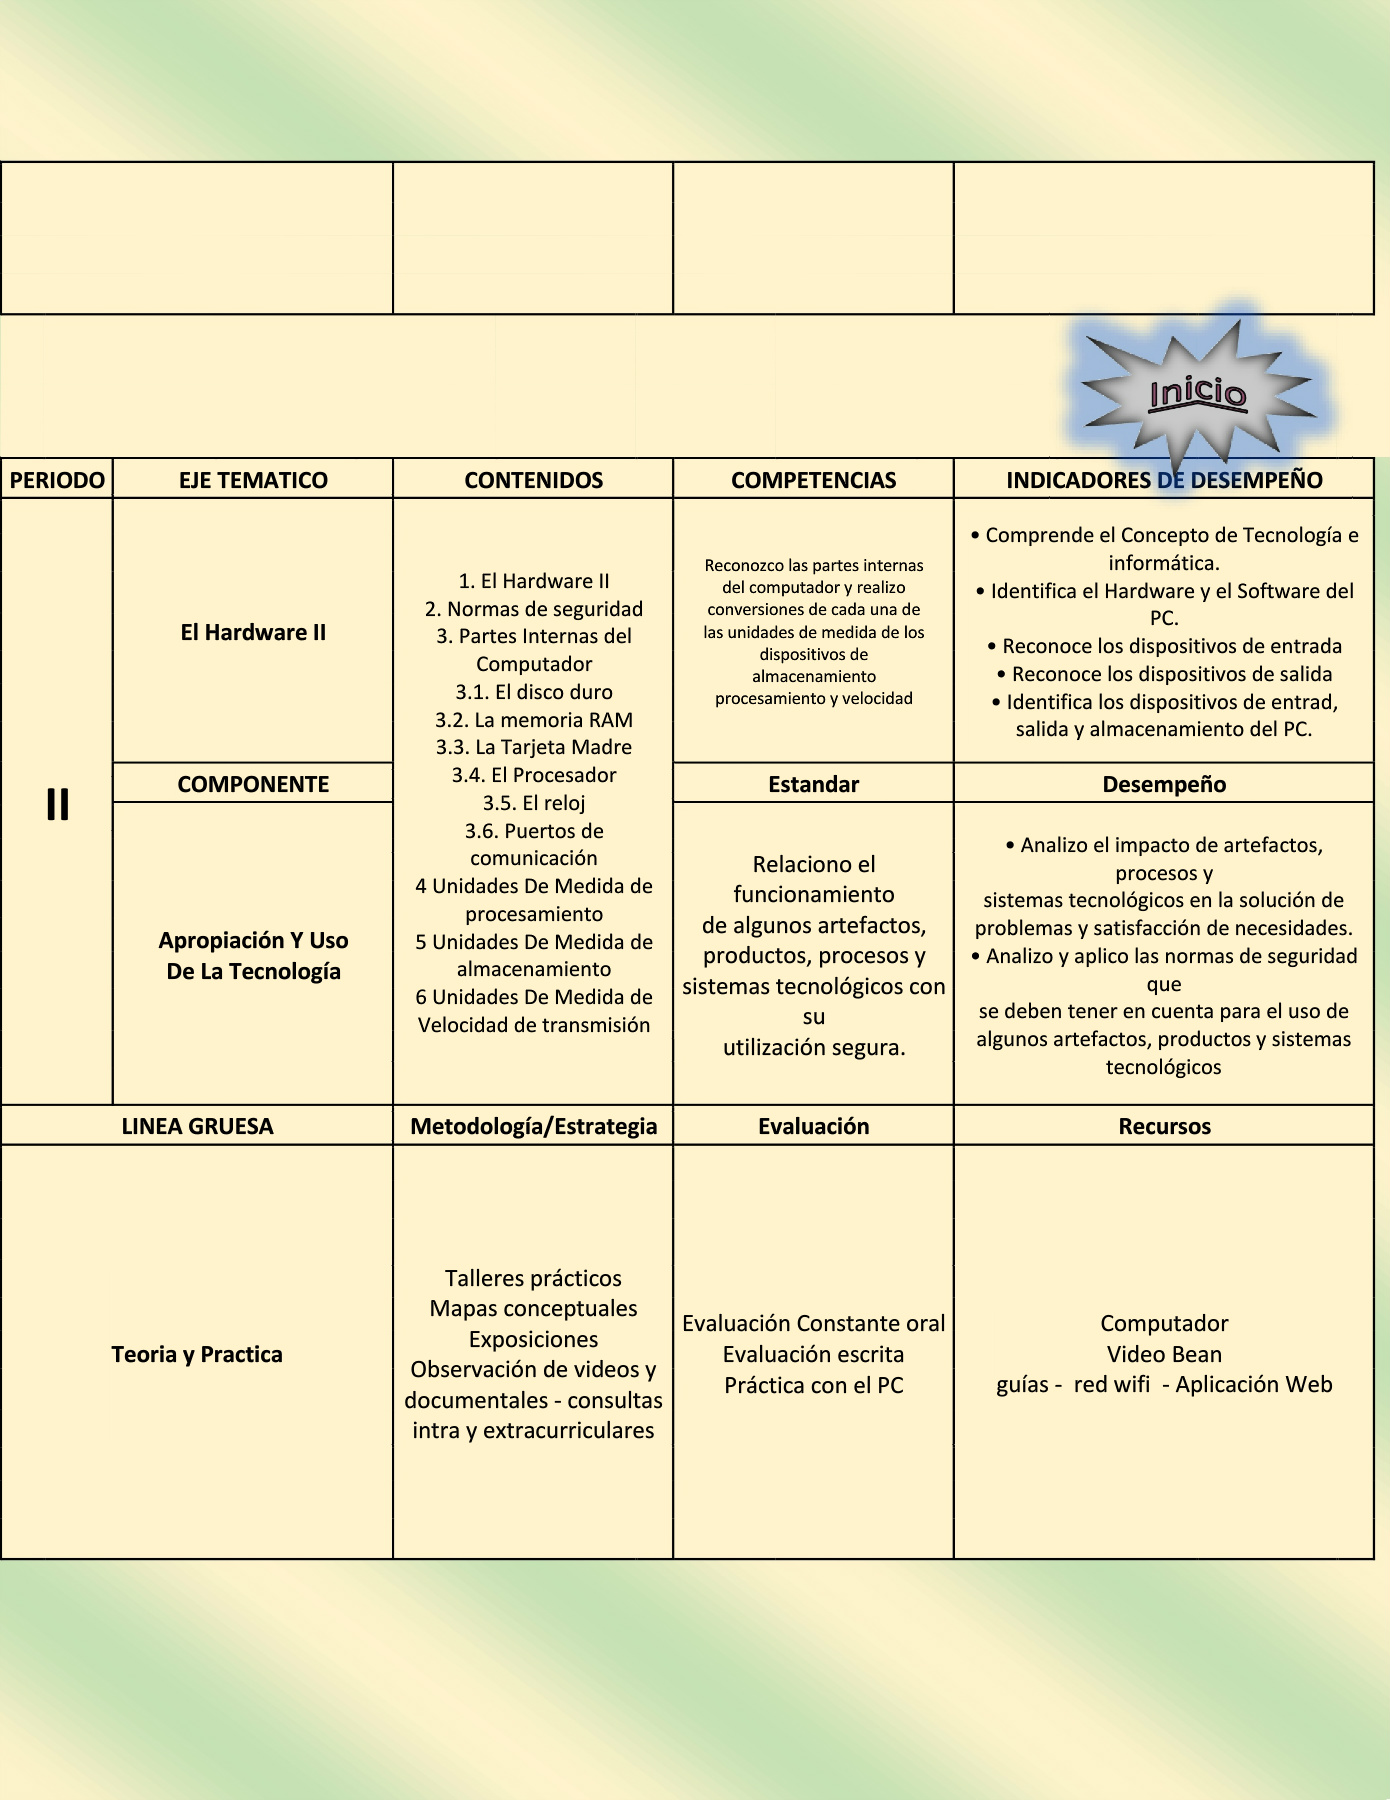 Inicio
PERIODO
EJE TEMATICO
CONTENIDOS
COMPETENCIAS
INDICADORES DE DESEMPEÑO
II
El Hardware II
1. El Hardware II
2. Normas de seguridad
3. Partes Internas del
Computador
3.1. El disco duro
3.2. La memoria RAM
3.3. La Tarjeta Madre
3.4. El Procesador
3.5. El reloj
3.6. Puertos de
comunicación
4 Unidades De Medida de
procesamiento
5 Unidades De Medida de
almacenamiento
6 Unidades De Medida de
Velocidad de transmisión
Reconozco las partes internas
del computador y realizo
conversiones de cada una de
las unidades de medida de los
dispositivos de
almacenamiento
procesamiento y velocidad
• Comprende el Concepto de Tecnología e
informática.
• Identifica el Hardware y el Software del
PC.
• Reconoce los dispositivos de entrada
• Reconoce los dispositivos de salida
• Identifica los dispositivos de entrad,
salida y almacenamiento del PC.
COMPONENTE
Estandar
Desempeño
Apropiación Y Uso
De La Tecnología
Relaciono el
funcionamiento
de algunos artefactos,
productos, procesos y
sistemas tecnológicos con
su
utilización segura.
• Analizo el impacto de artefactos,
procesos y
sistemas tecnológicos en la solución de
problemas y satisfacción de necesidades.
• Analizo y aplico las normas de seguridad
que
se deben tener en cuenta para el uso de
algunos artefactos, productos y sistemas
tecnológicos
LINEA GRUESA
Metodología/Estrategia
Evaluación
Recursos
Teoria y Practica
Talleres prácticos
Mapas conceptuales
Exposiciones
Observación de videos y
documentales - consultas
intra y extracurriculares
Evaluación Constante oral
Evaluación escrita
Práctica con el PC
Computador
Video Bean
guías -  red wifi  - Aplicación Web